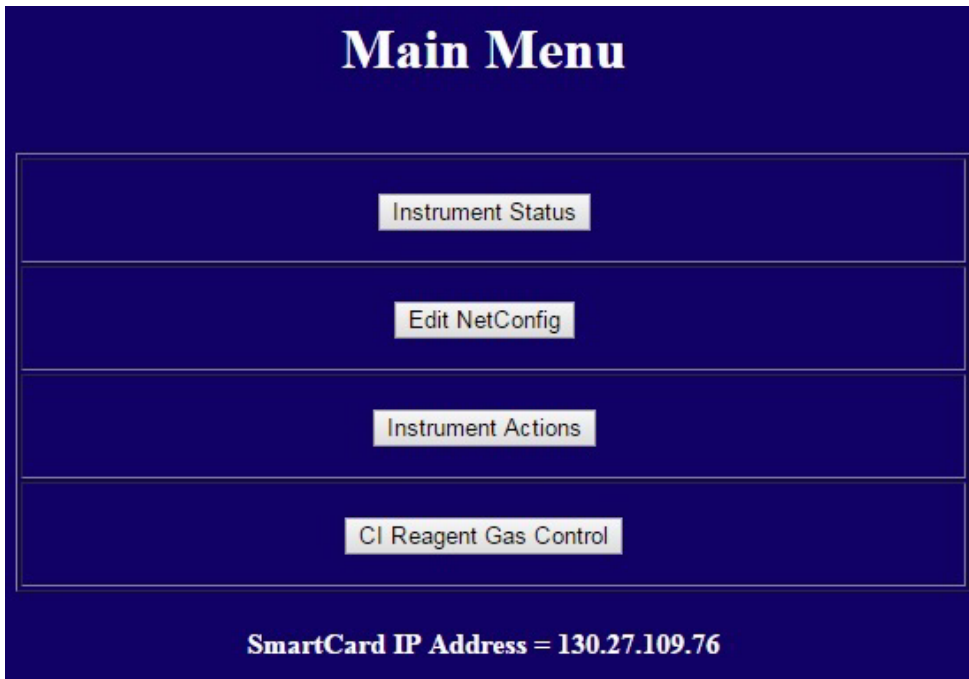 Main Menu
Instrument Status
Edit NetConfig
Instrument Actions
CI Reagent Gas Control
SmartCard IP Address = 130.27.109.76